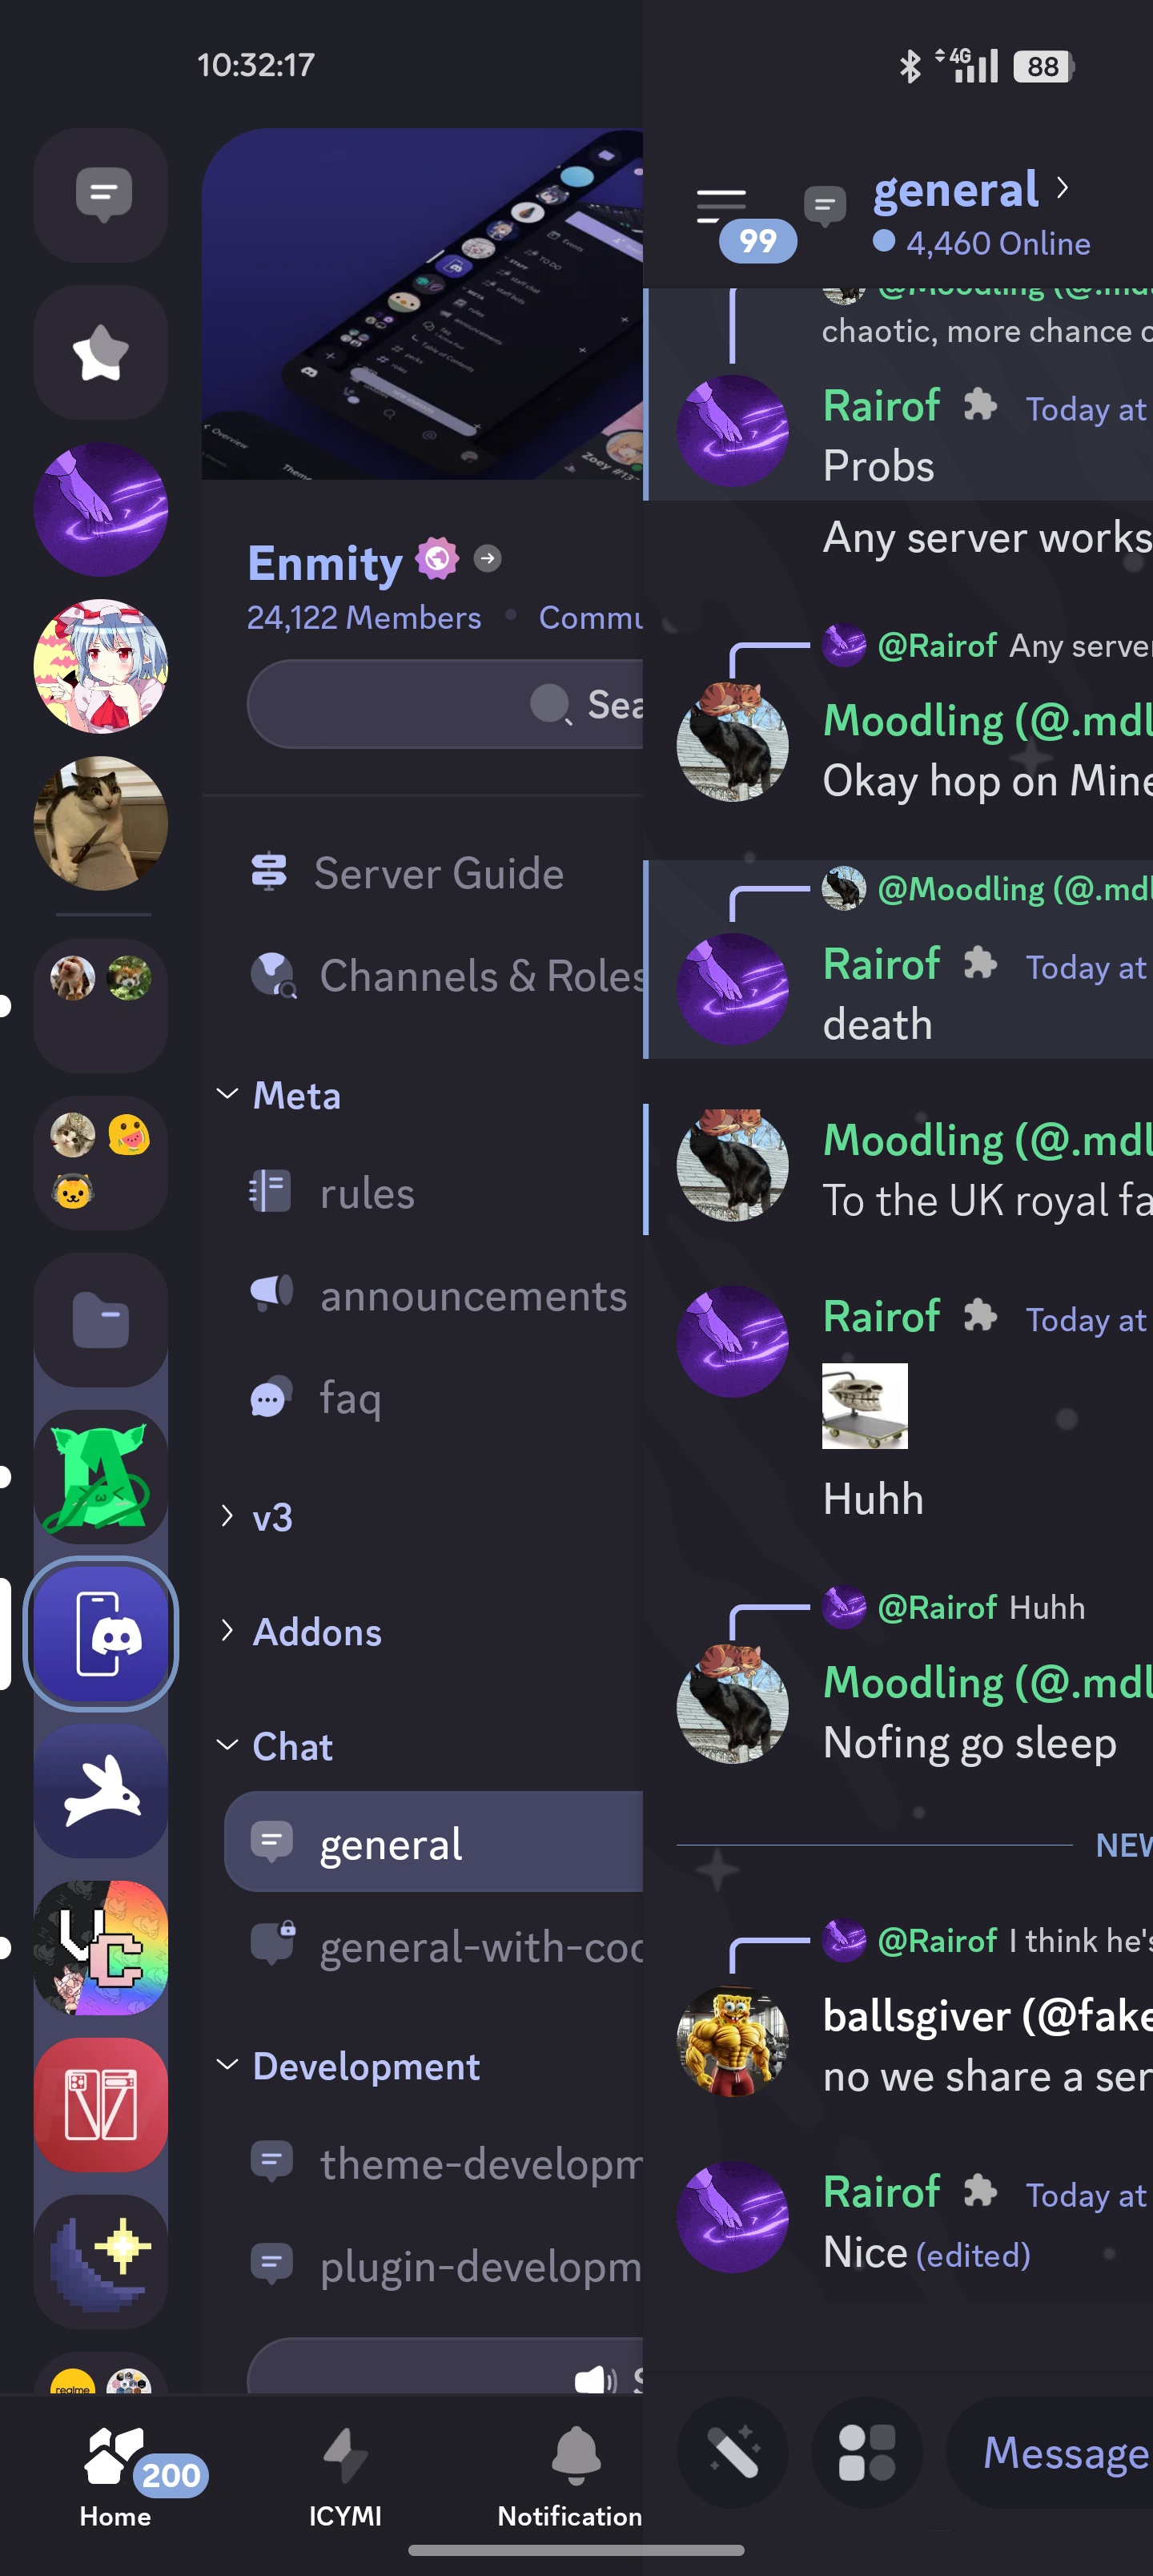 10:32:17
4G
88
Enmity
24,122 Members
Commu
Sea
Server Guide
Channels & Roles
Meta
rules
announcements
faq
v3
Addons
Chat
general
general-with-coc
Development
theme-developm
plugin-developm
S
200
Home
ICYMI
Notification
general
99
4,460 Online
@Moodling (@.md
chaotic, more chance
Rairof Today at
Probs
Any server works
@Rairof Any server
Moodling (@.mdl
Okay hop on Mine
@Moodling (@.mdl
Rairof Today at
death
Moodling (@.mdl
To the UK royal fa
Rairof Today at
Huhh
@Rairof Huhh
Moodling (@.mdl
Nofing go sleep
NEW
@Rairof I think he's
ballsgiver (@fake
no we share a ser
Rairof Today at
Nice (edited)
Message